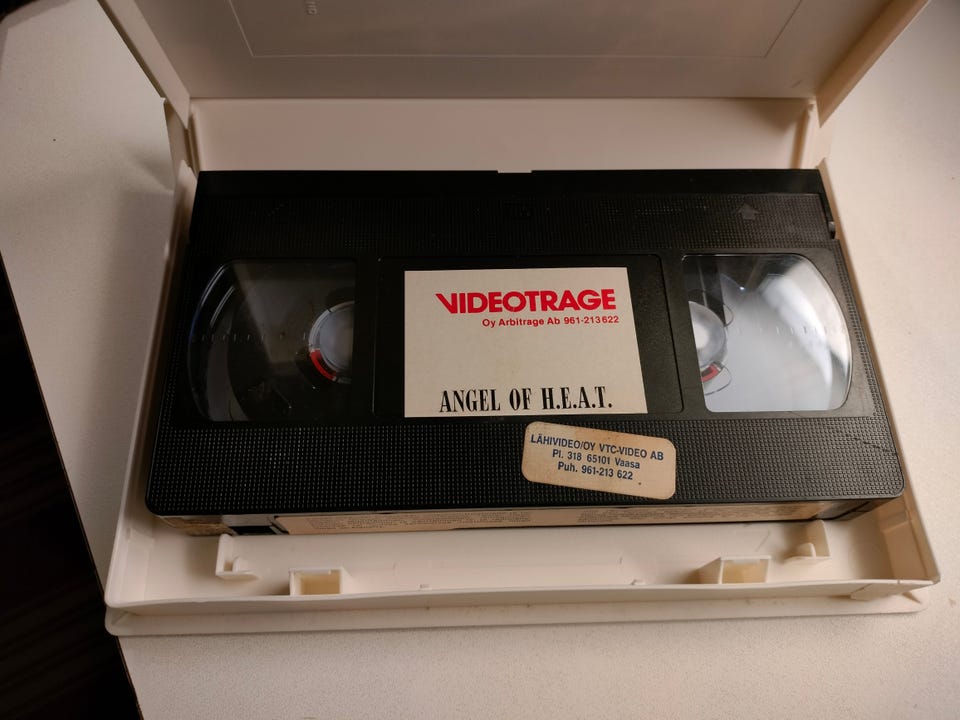 VIDEOTRAGE
Oy Arbitrage Ab 961-213622
ANGEL OF H.E.A.T.
LÄHIVIDEO/OY VTC-VIDEO AB
Pl. 318 65101 Vaasa
Puh. 961-213 622